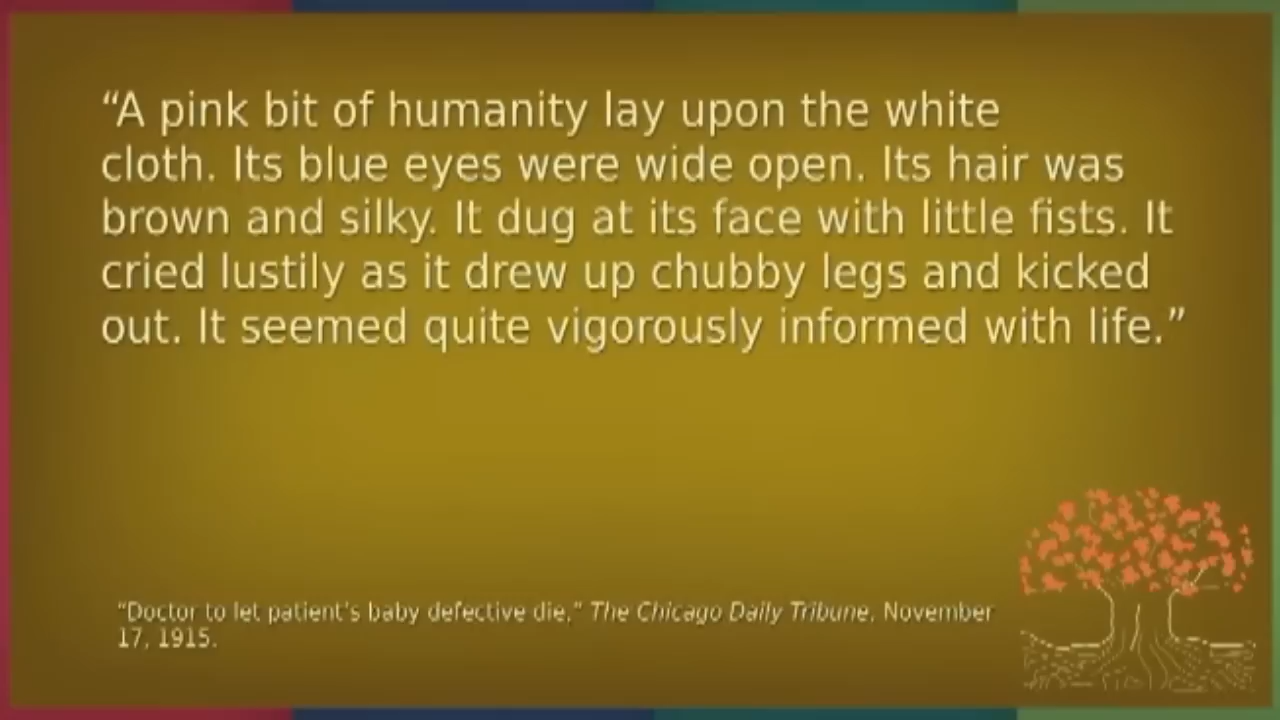 “A pink bit of humanity lay upon the white
cloth. Its blue eyes were wide open. Its hair was
brown and silky. It dug at its face with little fists. It
cried lustily as it drew up chubby legs and kicked
out. It seemed quite vigorously informed with life.”
“Doctor to let patient’s baby defective die,” The Chicago Daily Tribune, November
17, 1915.